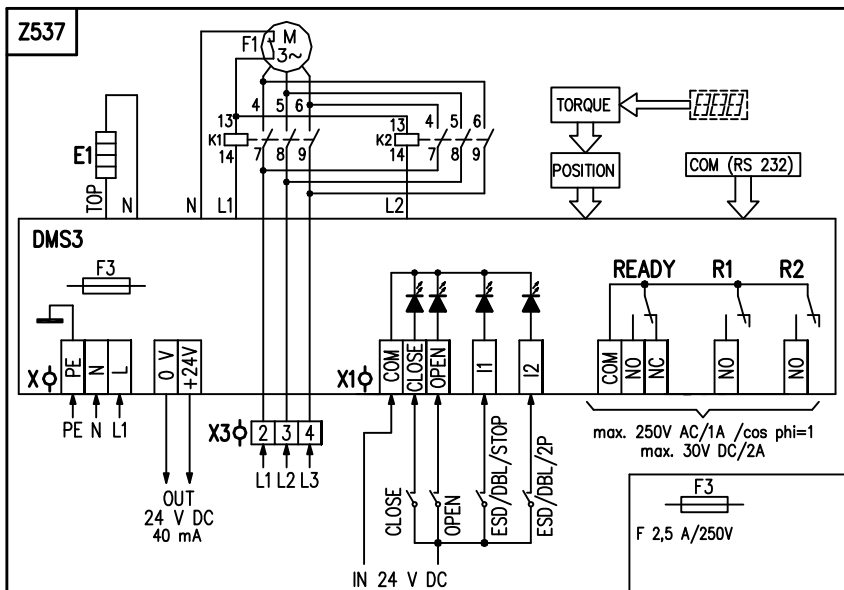 Z537
F1
M
3~
4 5 6
13
K1
14
7 8 9
13
K2
14
4 5 6
7 8 9
E1
TOP
N
N
L1
L2
TORQUE
POSITION
COM (RS 232)
DMS3
F3
READY R1 R2
X
PE
N
L
0 V
+24V
X1
COM
CLOSE
OPEN
I1
I2
COM
NO
NC
NO
NO
PE N L1
X3
2 3 4
L1 L2 L3
OUT
24 V DC
40 mA
CLOSE
OPEN
ESD/DBL/STOP
ESD/DBL/2P
IN 24 V DC
max. 250V AC/1A /cos phi=1
max. 30V DC/2A
F3
F 2,5 A/250V